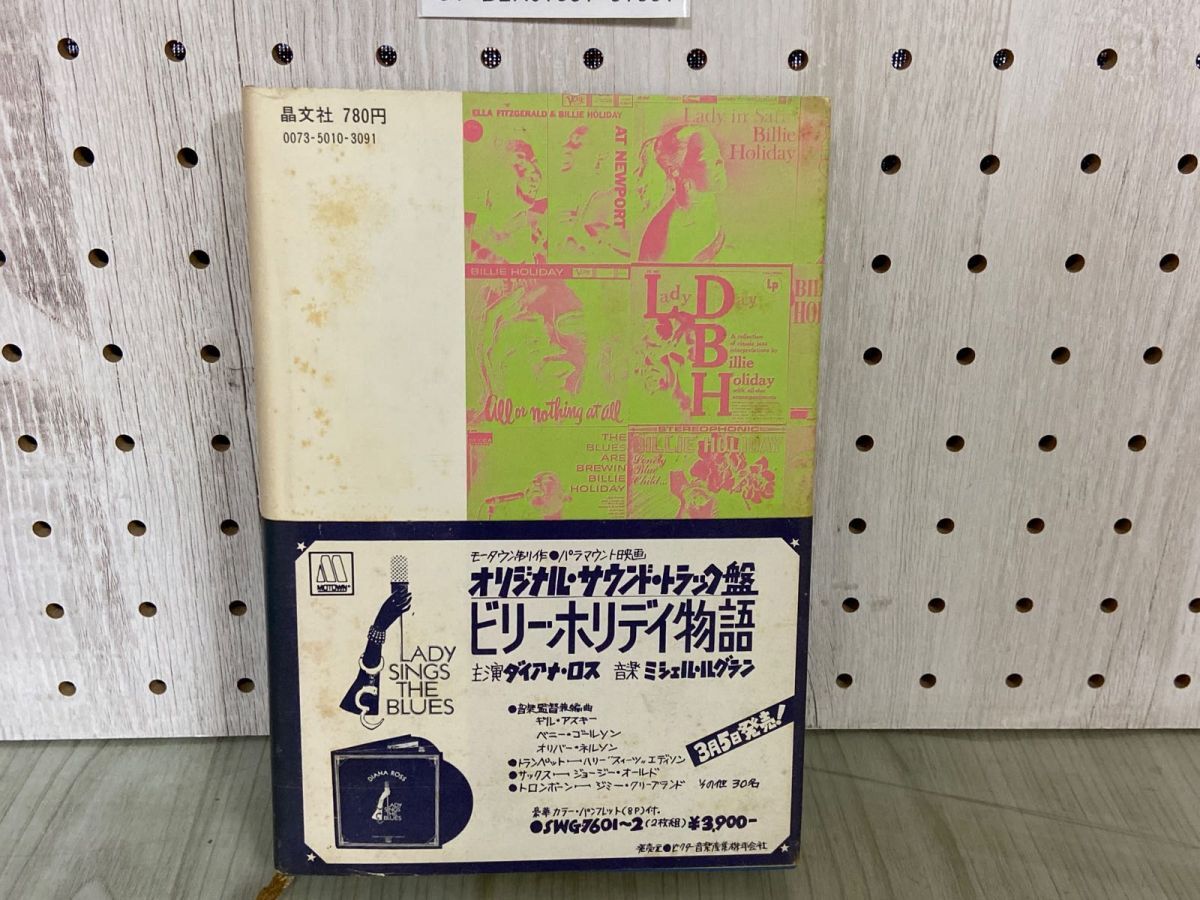 晶文社 780円
0073-5010-3091
ELLA FITZGERALD & BILLIE HOLIDAY
AT NEWPORT
Lady in Satin
Billie
Holiday
BILLIE HOLIDAY
All or nothing at all
Lady Day
Billie
Holiday
A collection
of classic jazz
interpretations by
with all-star
accompaniments
LP
THE
BLUES
ARE
BREWIN
BILLIE
HOLIDAY
STEREOPHONIC
BILLIE HOLIDAY
Lonely
Blue
Child...
MOTOWN
モータウン制作●パラマウント映画
オリジナル・サウンド・トラック盤
ビリー・ホリデイ物語
主演 ダイアナ・ロス 音楽 ミシェル・ルグラン
LADY
SINGS
THE
BLUES
●音楽監督兼編曲
ギル・アスキー
ベニー・ゴールソン
オリバー・ネルソン
●トランペット━ハリー"スィーツ"エディソン
●サックス━ジョージー・オールド
●トロンボーン━ジミー・クリーブランド その他 30名
3月5日発売!
DIANA ROSS
LADY
SINGS
THE
BLUES
豪華カラー・パンフレット(8P)付.
●SWG-7601~2(2枚組)¥3,900-
発売元●ビクター音楽産業株式会社